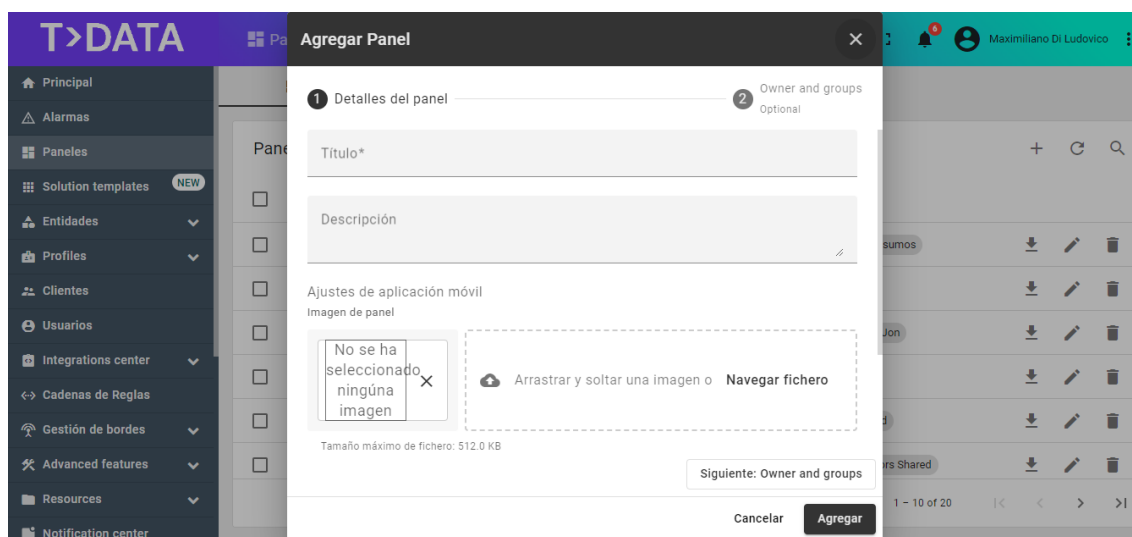 T>DATA
Principal
Alarmas
Paneles
Solution templates NEW
Entidades
Profiles
Clientes
Usuarios
Integrations center
Cadenas de Reglas
Gestión de bordes
Advanced features
Resources
Notification center
Pa
6
Maximiliano Di Ludovico
Pane
Agregar Panel
1 Detalles del panel
2 Owner and groups
Optional
Título*
Descripción
Ajustes de aplicación móvil
Imagen de panel
No se ha
seleccionado
ningúna
imagen
Arrastrar y soltar una imagen o Navegar fichero
Tamaño máximo de fichero: 512.0 KB
Siguiente: Owner and groups
Cancelar Agregar
sumos
Jon
d
ors Shared
1 – 10 of 20